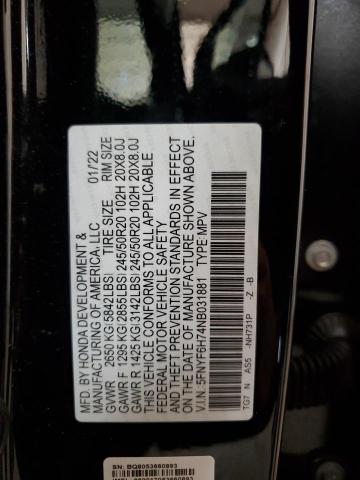 MFD. BY HONDA DEVELOPMENT &
MANUFACTURING OF AMERICA, LLC. 01/22
GVWR 2650 KG(5842LBS) TIRE SIZE RIM SIZE
GAWR F 1295 KG(2855LBS) 245/50R20 102H 20X8.0J
GAWR R 1425 KG(3142LBS) 245/50R20 102H 20X8.0J
THIS VEHICLE CONFORMS TO ALL APPLICABLE
FEDERAL MOTOR VEHICLE SAFETY
AND THEFT PREVENTION STANDARDS IN EFFECT
ON THE DATE OF MANUFACTURE SHOWN ABOVE.
V.I.N. 5FNYF6H74NB031881 TYPE: MPV
TG7 N AS5 -NH731P -Z -B
SN: BQ8053660893